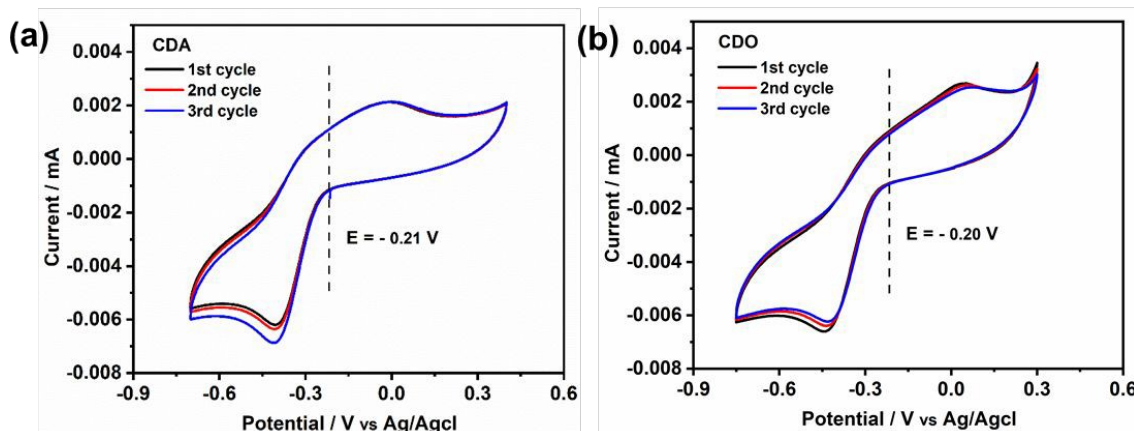 (a)
CDA
1st cycle
2nd cycle
3rd cycle
E = - 0.21 V
0.004
0.002
0.000
-0.002
-0.004
-0.006
-0.008
Current / mA
-0.9 -0.6 -0.3 0.0 0.3 0.6
Potential / V vs Ag/Agcl
(b)
CDO
1st cycle
2nd cycle
3rd cycle
E = - 0.20 V
0.004
0.002
0.000
-0.002
-0.004
-0.006
-0.008
Current / mA
-0.9 -0.6 -0.3 0.0 0.3 0.6
Potential / V vs Ag/Agcl